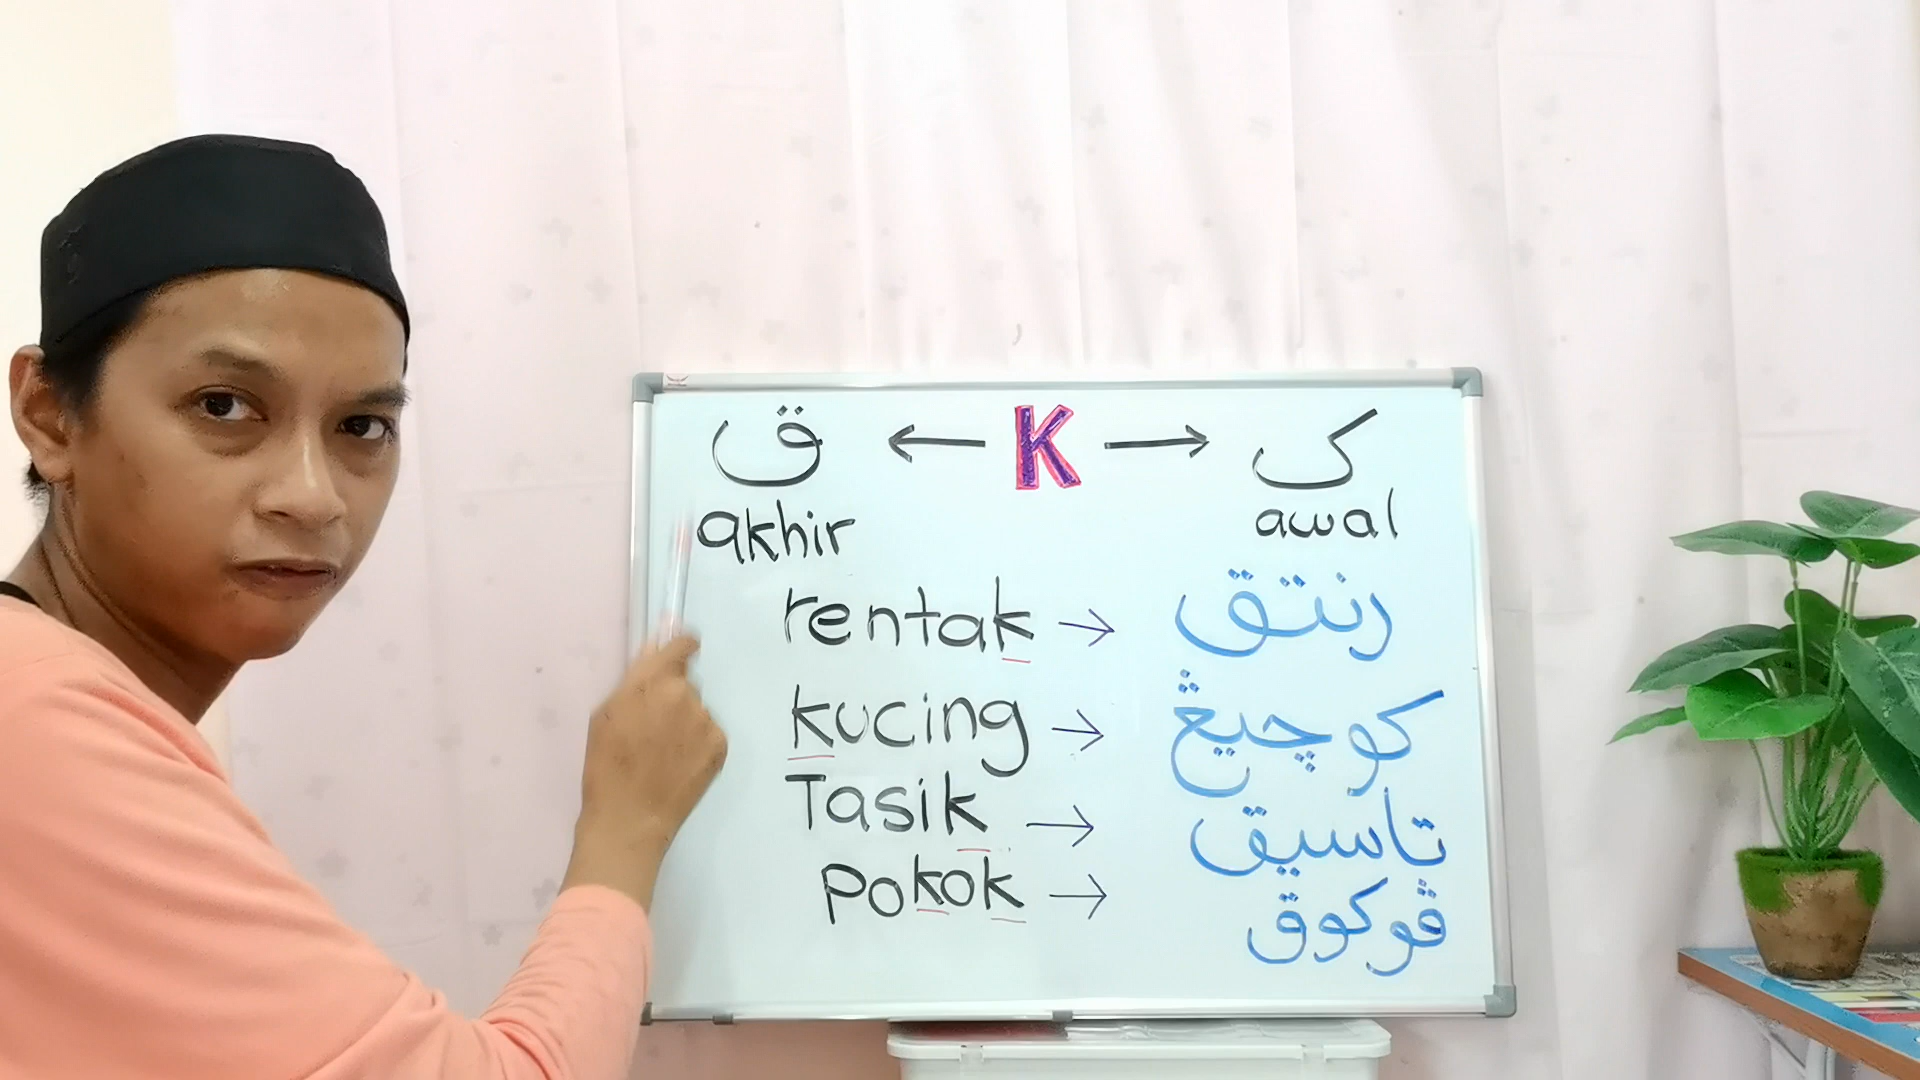 ق ← K → ک
akhir awal
rentak → رنتق
kucing → کوچيڠ
Tasik → تاسيق
Pokok → ڤوکوق